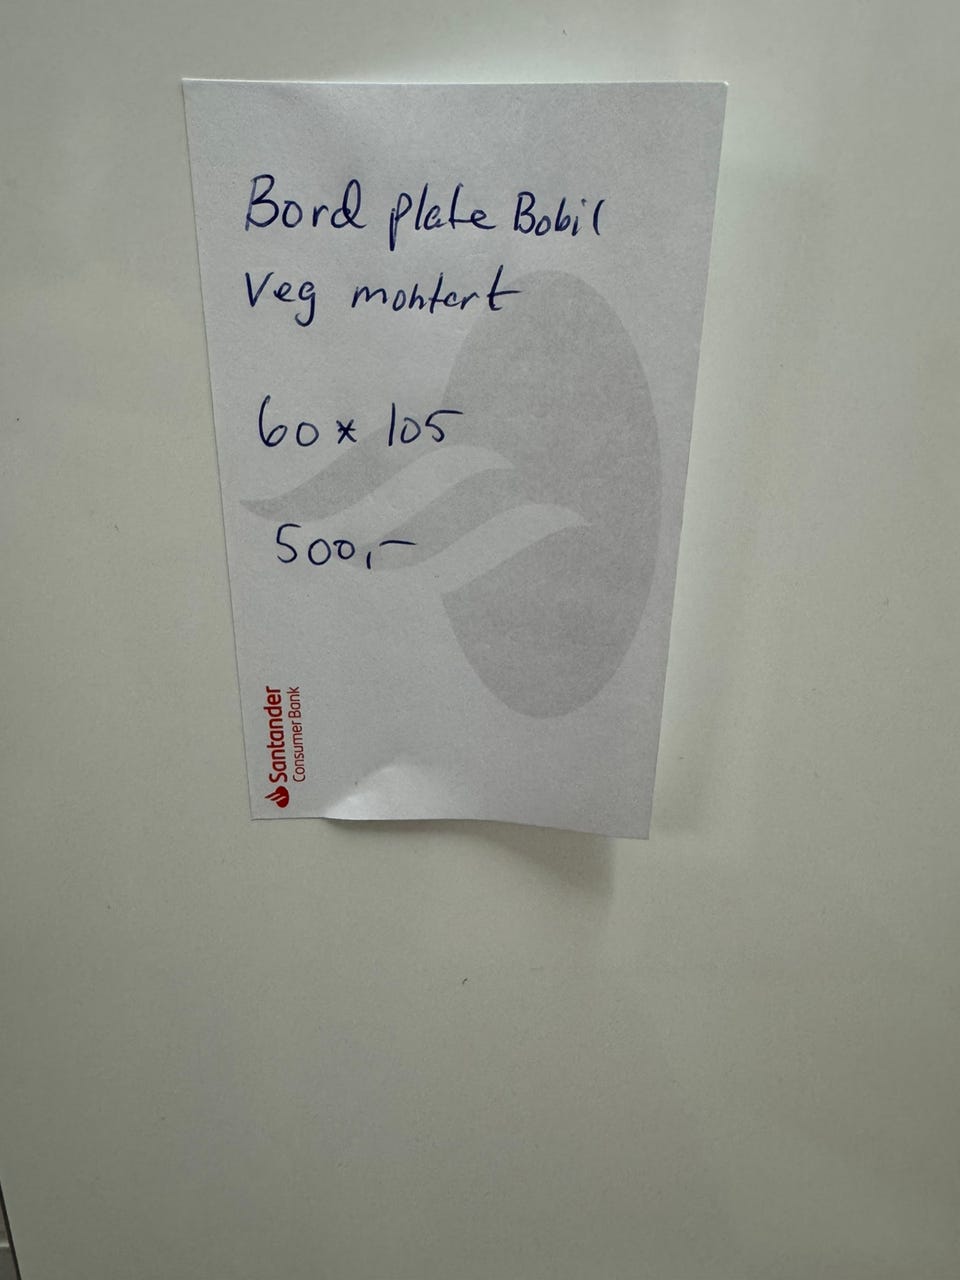 Bord plate Bobil
Veg montert
60 * 105
500,-
Santander
Consumer Bank